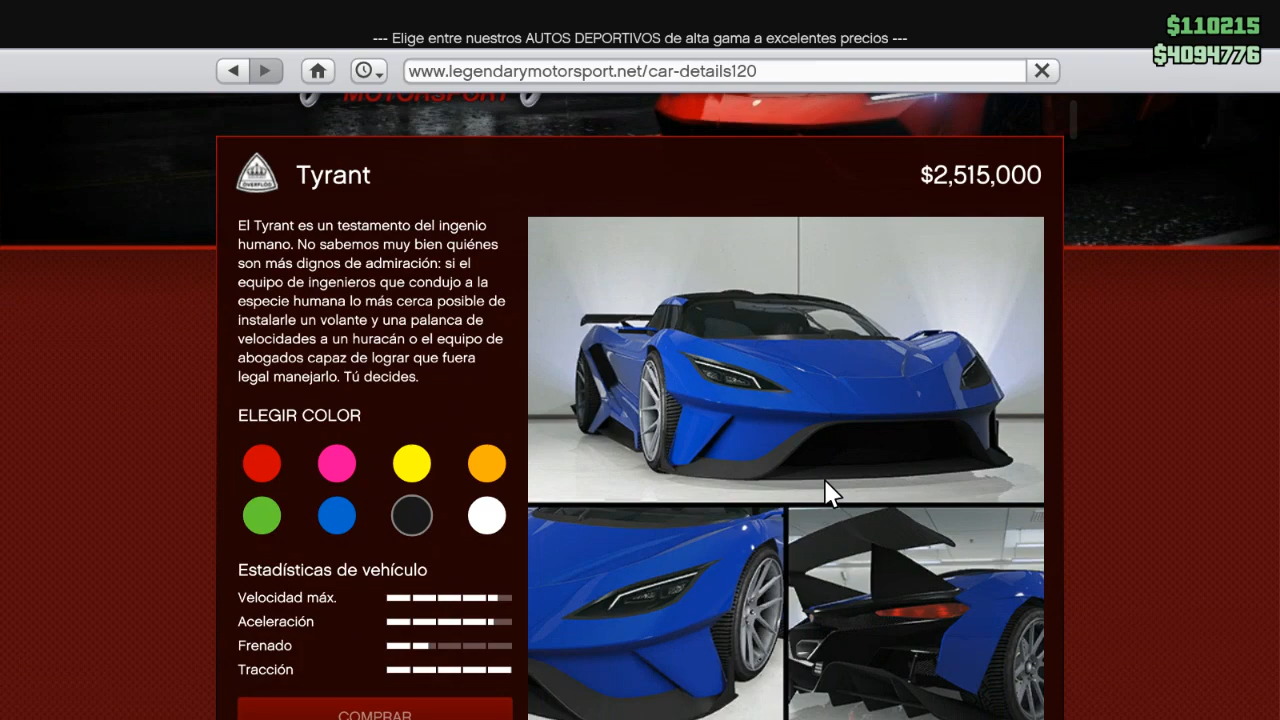 $110215
--- Elige entre nuestros AUTOS DEPORTIVOS de alta gama a excelentes precios ---
$4094776
www.legendarymotorsport.net/car-details120
MOTORSPORT
OVERFLOD
Tyrant
$2,515,000
El Tyrant es un testamento del ingenio
humano. No sabemos muy bien quiénes
son más dignos de admiración: si el
equipo de ingenieros que condujo a la
especie humana lo más cerca posible de
instalarle un volante y una palanca de
velocidades a un huracán o el equipo de
abogados capaz de lograr que fuera
legal manejarlo. Tú decides.
ELEGIR COLOR
Estadísticas de vehículo
Velocidad máx.
Aceleración
Frenado
Tracción
COMPRAR